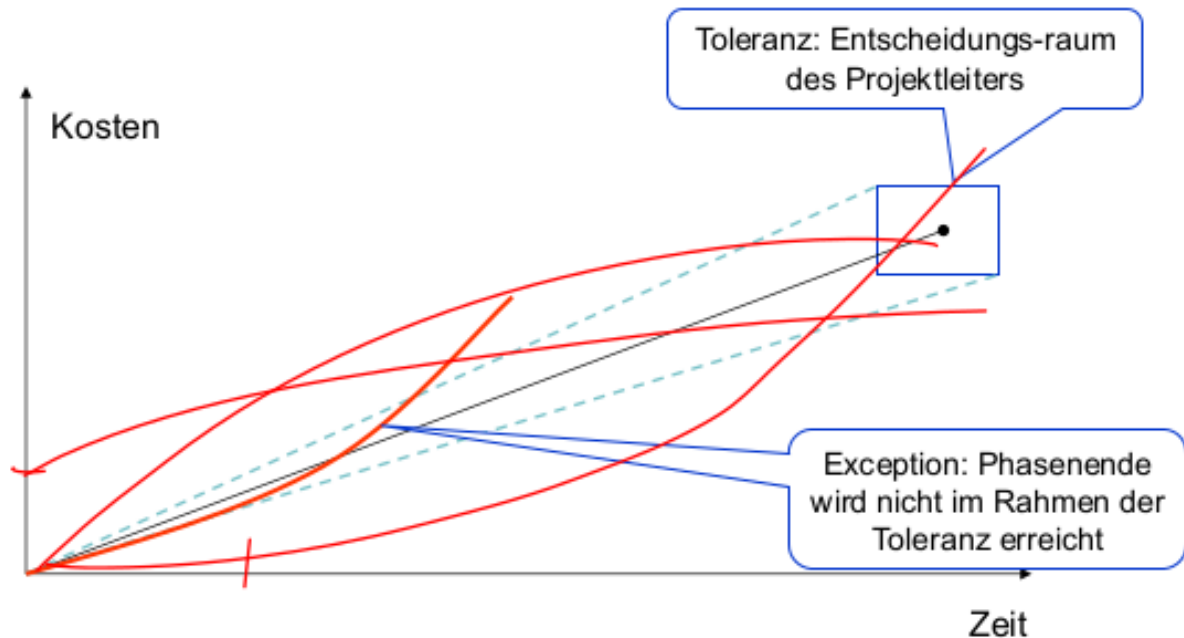 Toleranz: Entscheidungs-raum
des Projektleiters
Kosten
Exception: Phasenende
wird nicht im Rahmen der
Toleranz erreicht
Zeit